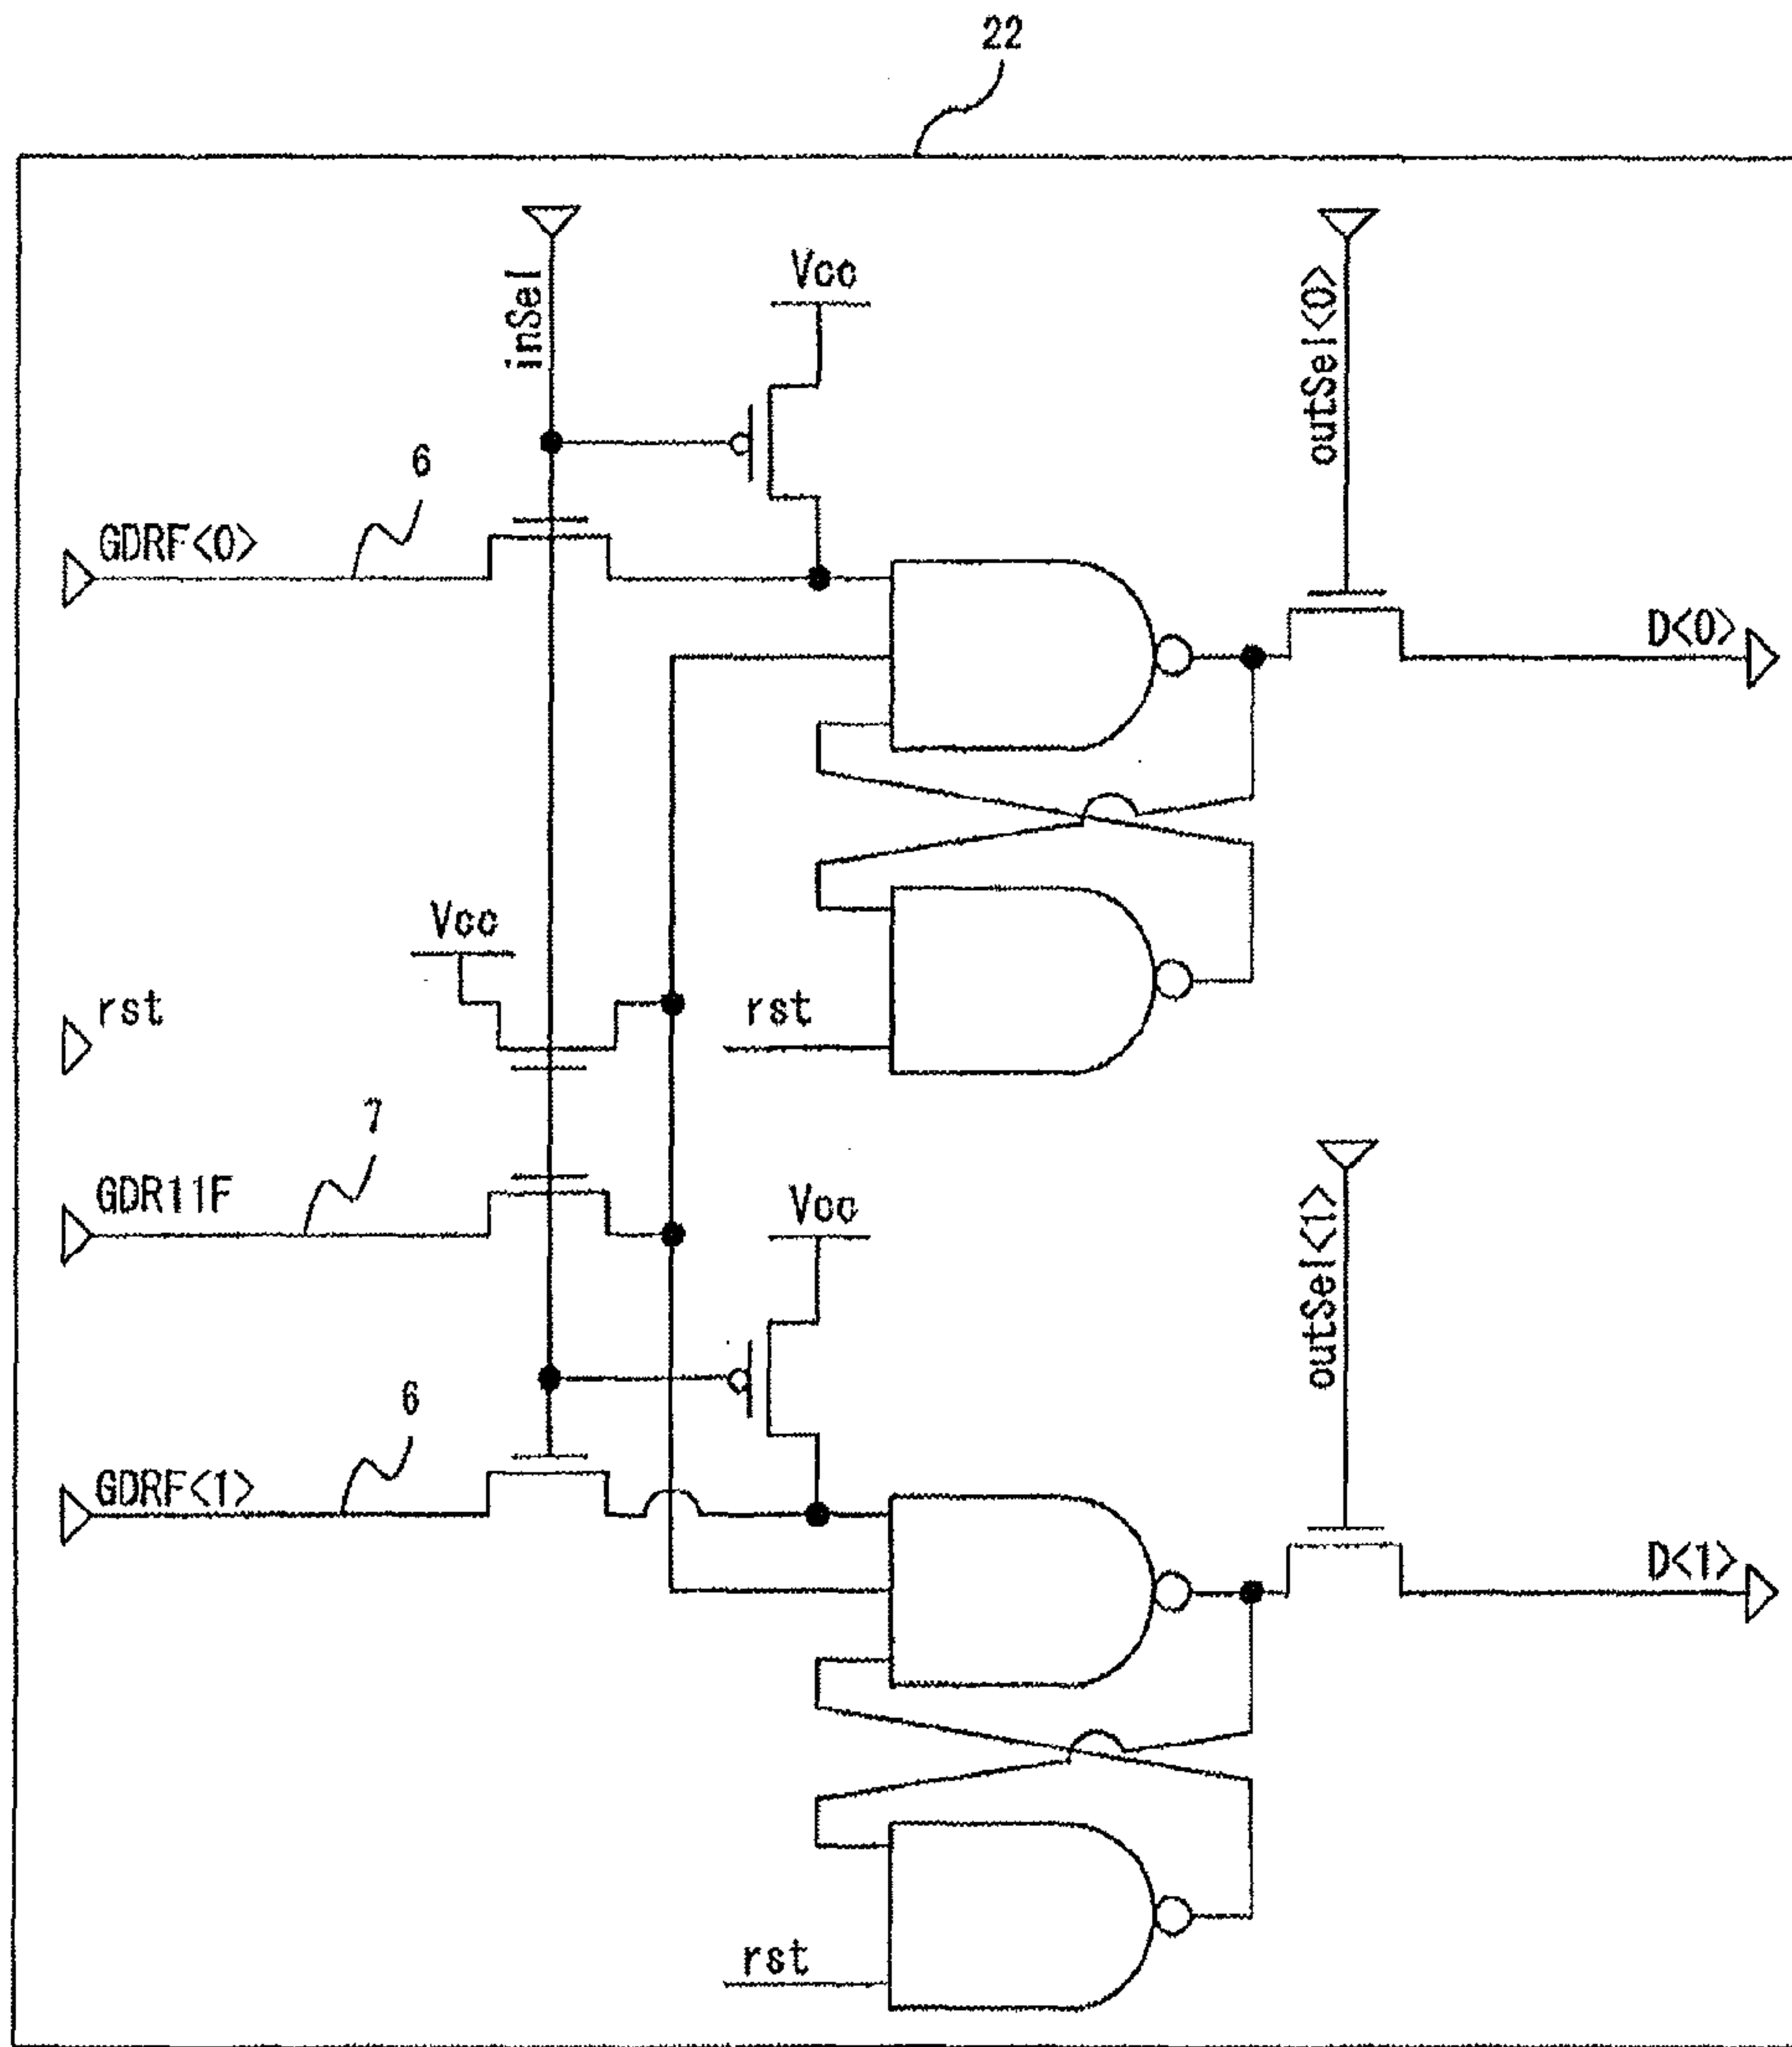 22
inSel
Vcc
outSel<0>
6
GDRF<0>
D<0>
Vcc
rst
rst
7
GDR11F
Vcc
outSel<1>
6
GDRF<1>
D<1>
rst